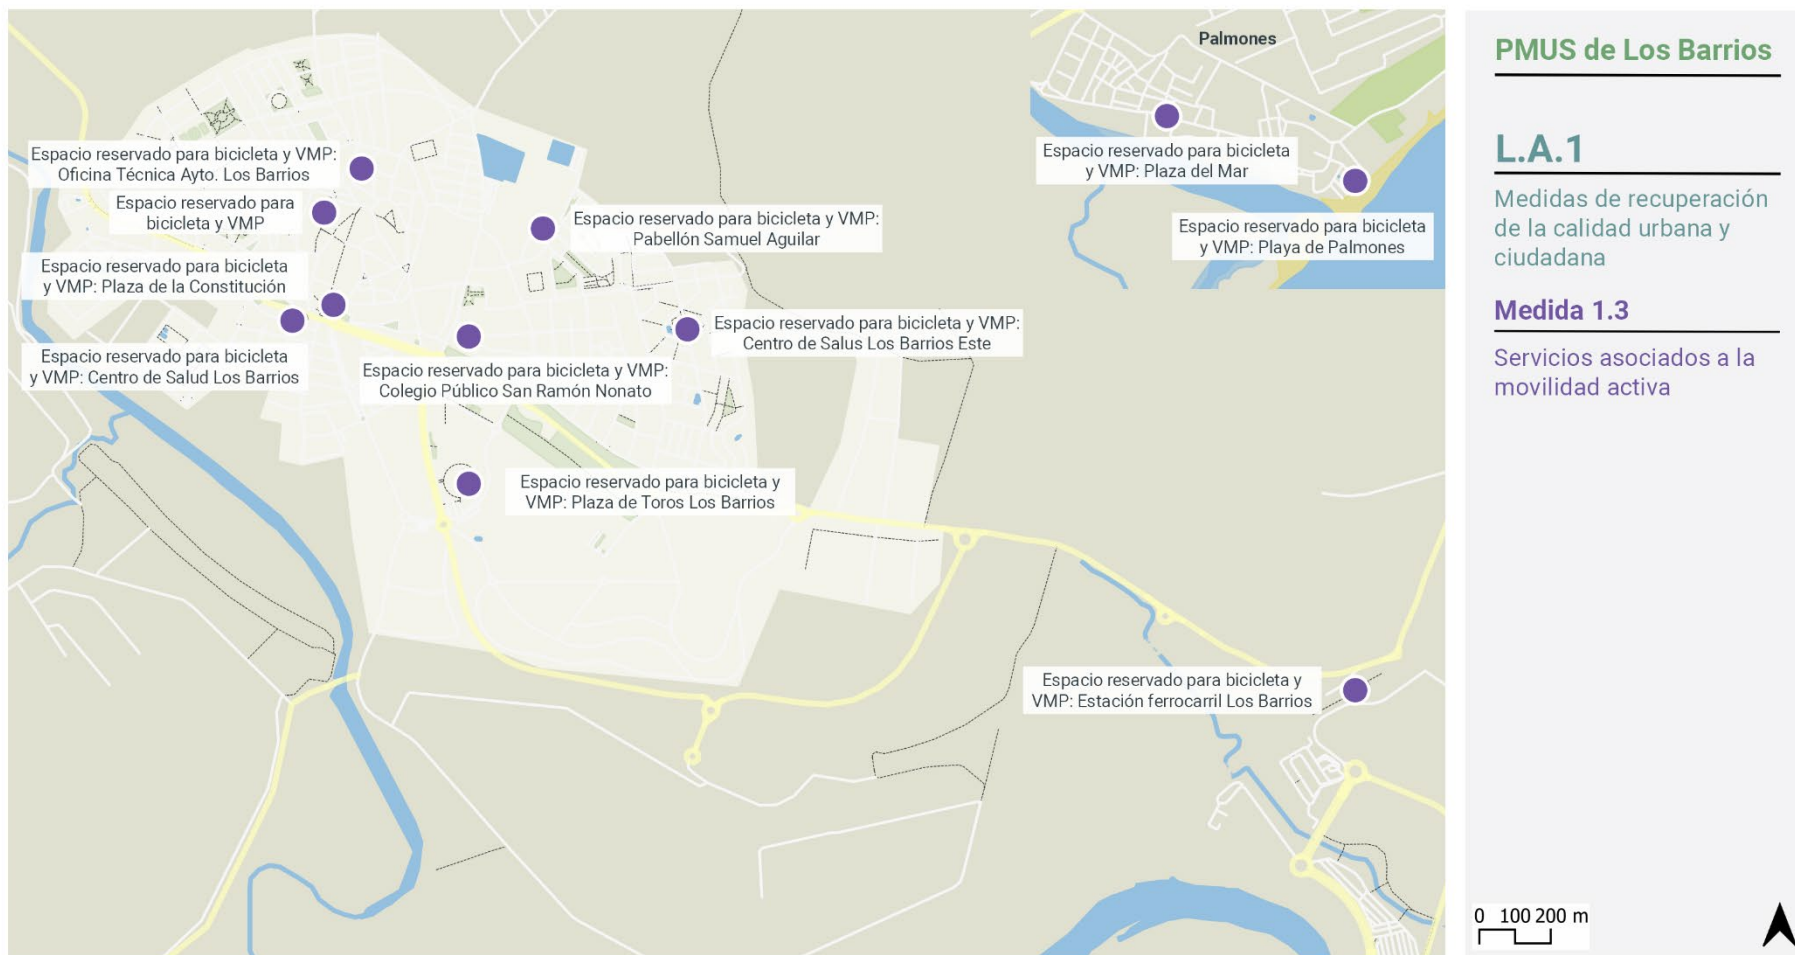 Palmones
Espacio reservado para bicicleta y VMP:
Oficina Técnica Ayto. Los Barrios
Espacio reservado para
bicicleta y VMP
Espacio reservado para bicicleta
y VMP: Plaza de la Constitución
Espacio reservado para bicicleta
y VMP: Centro de Salud Los Barrios
Espacio reservado para bicicleta y VMP:
Pabellón Samuel Aguilar
Espacio reservado para bicicleta y VMP:
Centro de Salus Los Barrios Este
Espacio reservado para bicicleta y VMP:
Colegio Público San Ramón Nonato
Espacio reservado para bicicleta y
VMP: Plaza de Toros Los Barrios
Espacio reservado para bicicleta
y VMP: Plaza del Mar
Espacio reservado para bicicleta
y VMP: Playa de Palmones
Espacio reservado para bicicleta y
VMP: Estación ferrocarril Los Barrios
PMUS de Los Barrios
L.A.1
Medidas de recuperación
de la calidad urbana y
ciudadana
Medida 1.3
Servicios asociados a la
movilidad activa
0 100 200 m